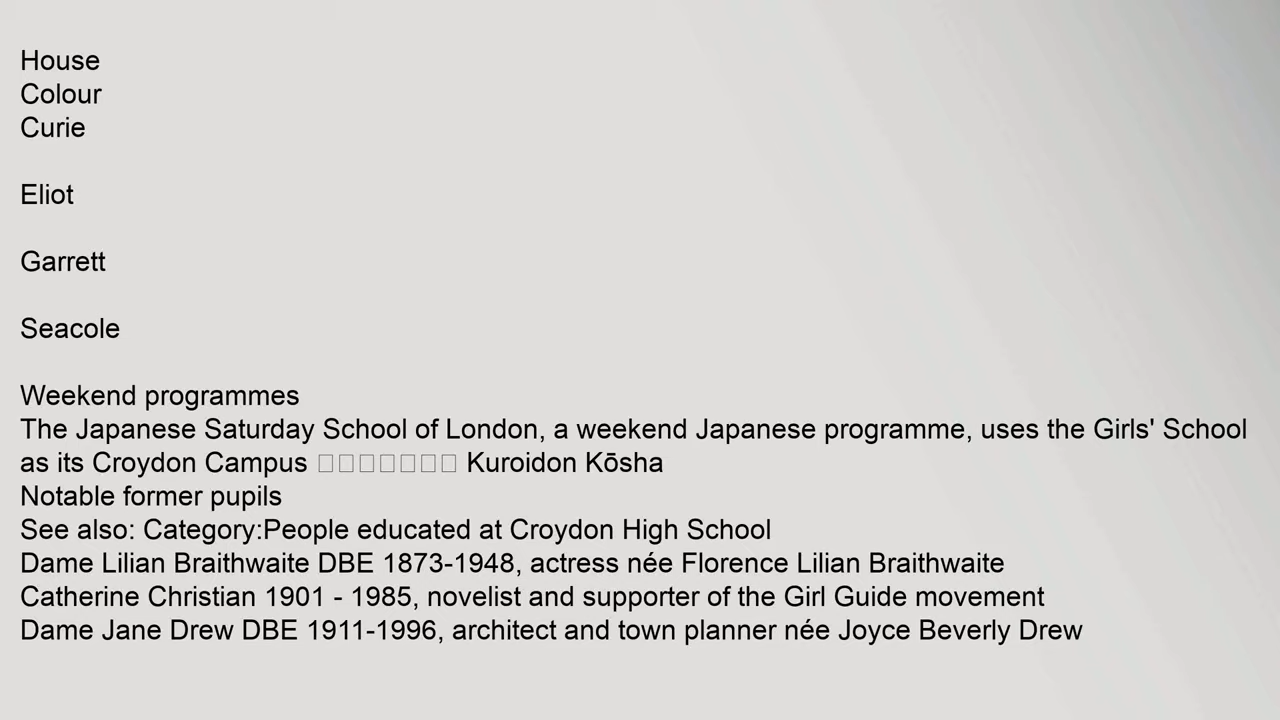 House
Colour
Curie
Eliot
Garrett
Seacole
Weekend programmes
The Japanese Saturday School of London, a weekend Japanese programme, uses the Girls' School
as its Croydon Campus □□□□□□□ Kuroidon Kōsha
Notable former pupils
See also: Category:People educated at Croydon High School
Dame Lilian Braithwaite DBE 1873-1948, actress née Florence Lilian Braithwaite
Catherine Christian 1901 - 1985, novelist and supporter of the Girl Guide movement
Dame Jane Drew DBE 1911-1996, architect and town planner née Joyce Beverly Drew